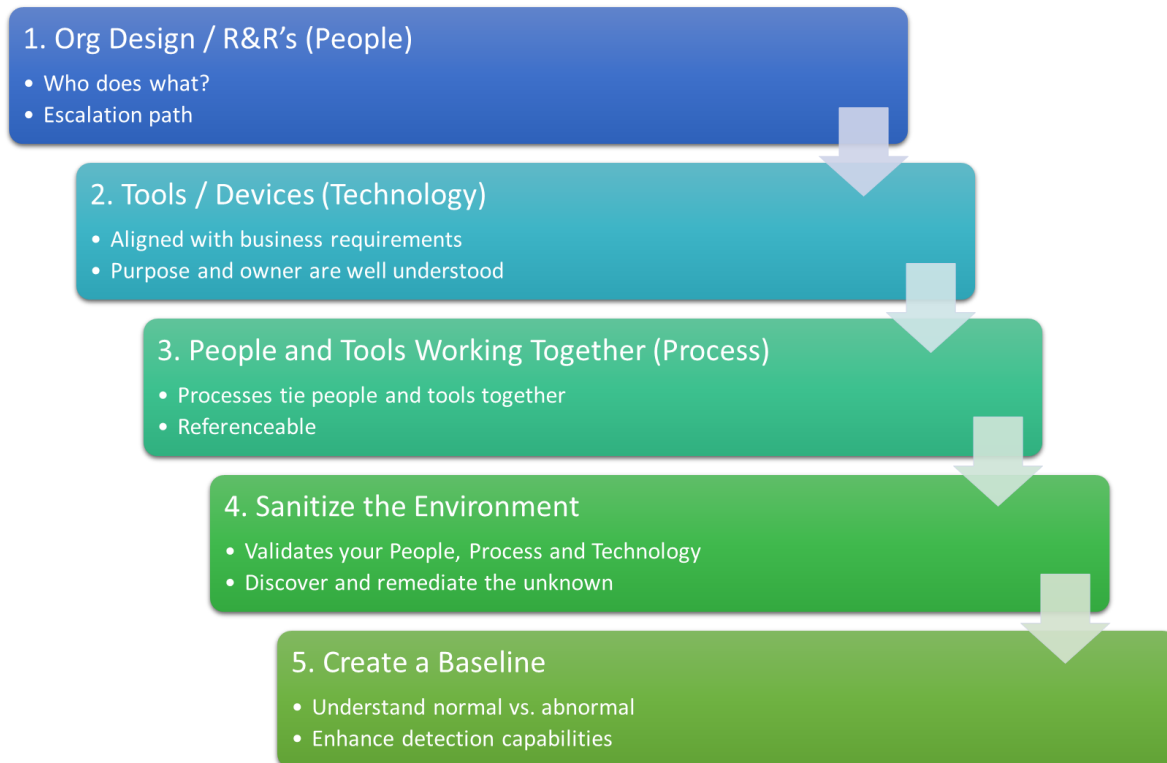 1. Org Design / R&R’s (People)
• Who does what?
• Escalation path
2. Tools / Devices (Technology)
• Aligned with business requirements
• Purpose and owner are well understood
3. People and Tools Working Together (Process)
• Processes tie people and tools together
• Referenceable
4. Sanitize the Environment
• Validates your People, Process and Technology
• Discover and remediate the unknown
5. Create a Baseline
• Understand normal vs. abnormal
• Enhance detection capabilities